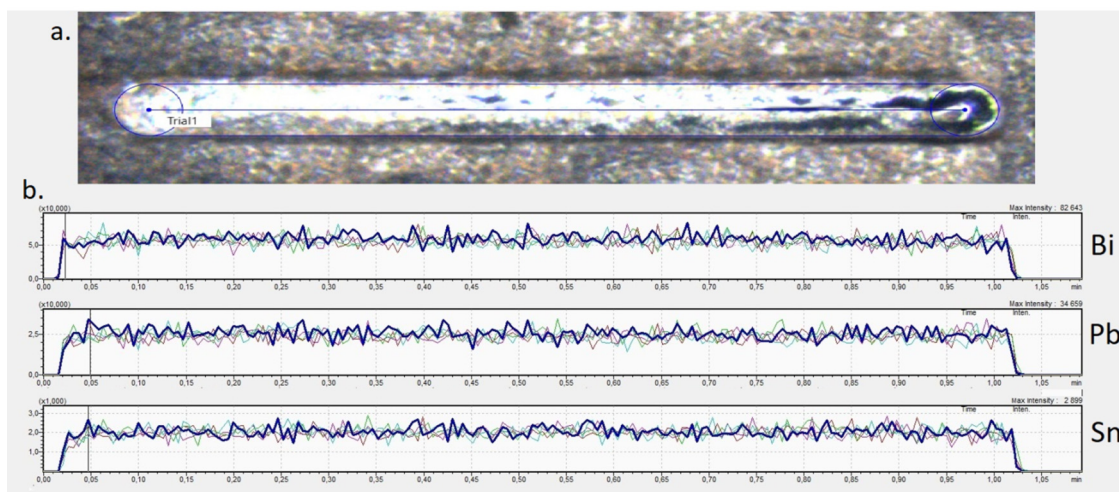 a.
Trial1
b.
(x10,000) Max Intensity : 82 643
Time Inten.
5,0
0,0
0,00 0,05 0,10 0,15 0,20 0,25 0,30 0,35 0,40 0,45 0,50 0,55 0,60 0,65 0,70 0,75 0,80 0,85 0,90 0,95 1,00 1,05 min
Bi
(x10,000) Max Intensity : 34 659
Time Inten.
2,5
0,0
0,00 0,05 0,10 0,15 0,20 0,25 0,30 0,35 0,40 0,45 0,50 0,55 0,60 0,65 0,70 0,75 0,80 0,85 0,90 0,95 1,00 1,05 min
Pb
(x1,000) Max Intensity : 2 899
Time Inten.
3,0
2,0
1,0
0,00 0,05 0,10 0,15 0,20 0,25 0,30 0,35 0,40 0,45 0,50 0,55 0,60 0,65 0,70 0,75 0,80 0,85 0,90 0,95 1,00 1,05 min
Sn